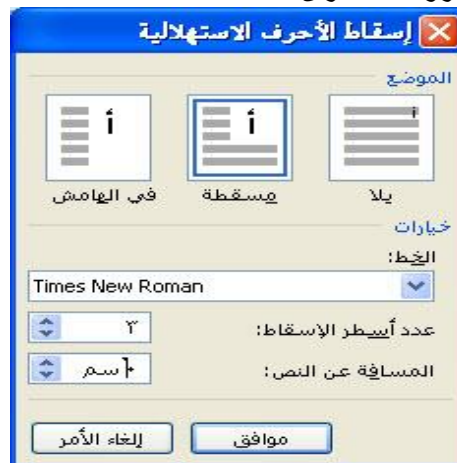 إسقاط الأحرف الاستهلالية
الموضع
أ
أ
أ
بلا
مسقطة
في الهامش
خيارات
الخط:
Times New Roman
عدد أسطر الإسقاط:
٣
المسافة عن النص:
سم
موافق
إلغاء الأمر